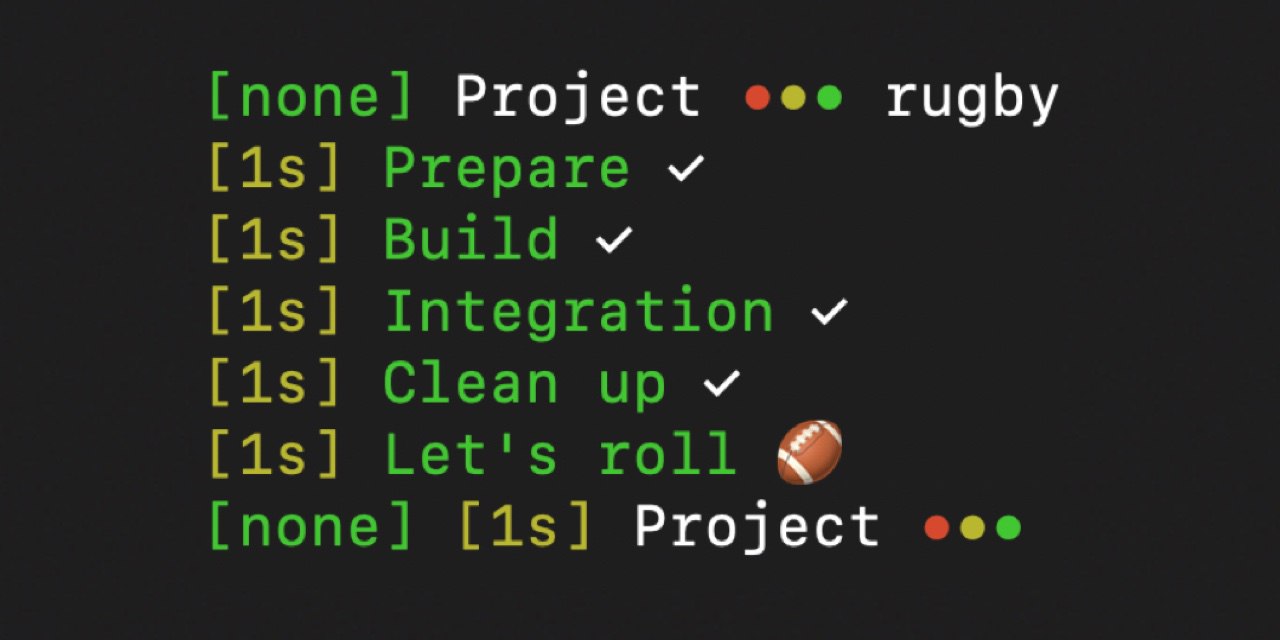 [none] Project ●●● rugby
[1s] Prepare ✓
[1s] Build ✓
[1s] Integration ✓
[1s] Clean up ✓
[1s] Let's roll 🏈
[none] [1s] Project ●●●